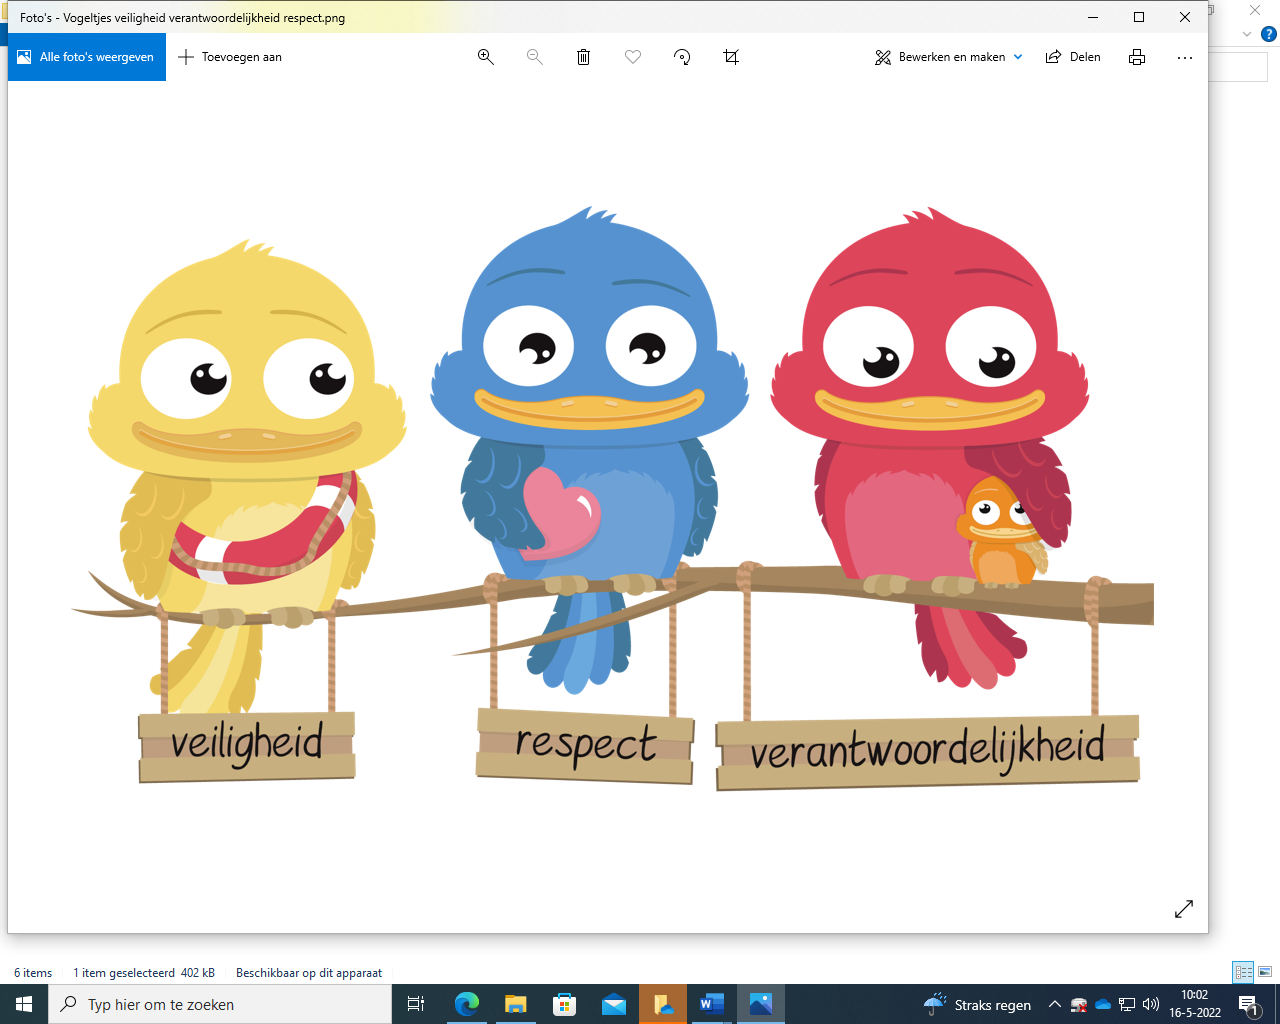 Foto's - Vogeltjes veiligheid verantwoordelijkheid respect.png
Alle foto's weergeven
Toevoegen aan
Bewerken en maken
Delen
veiligheid
respect
verantwoordelijkheid
6 items
1 item geselecteerd 402 kB
Beschikbaar op dit apparaat
Typ hier om te zoeken
Straks regen
10:02
16-5-2022
1